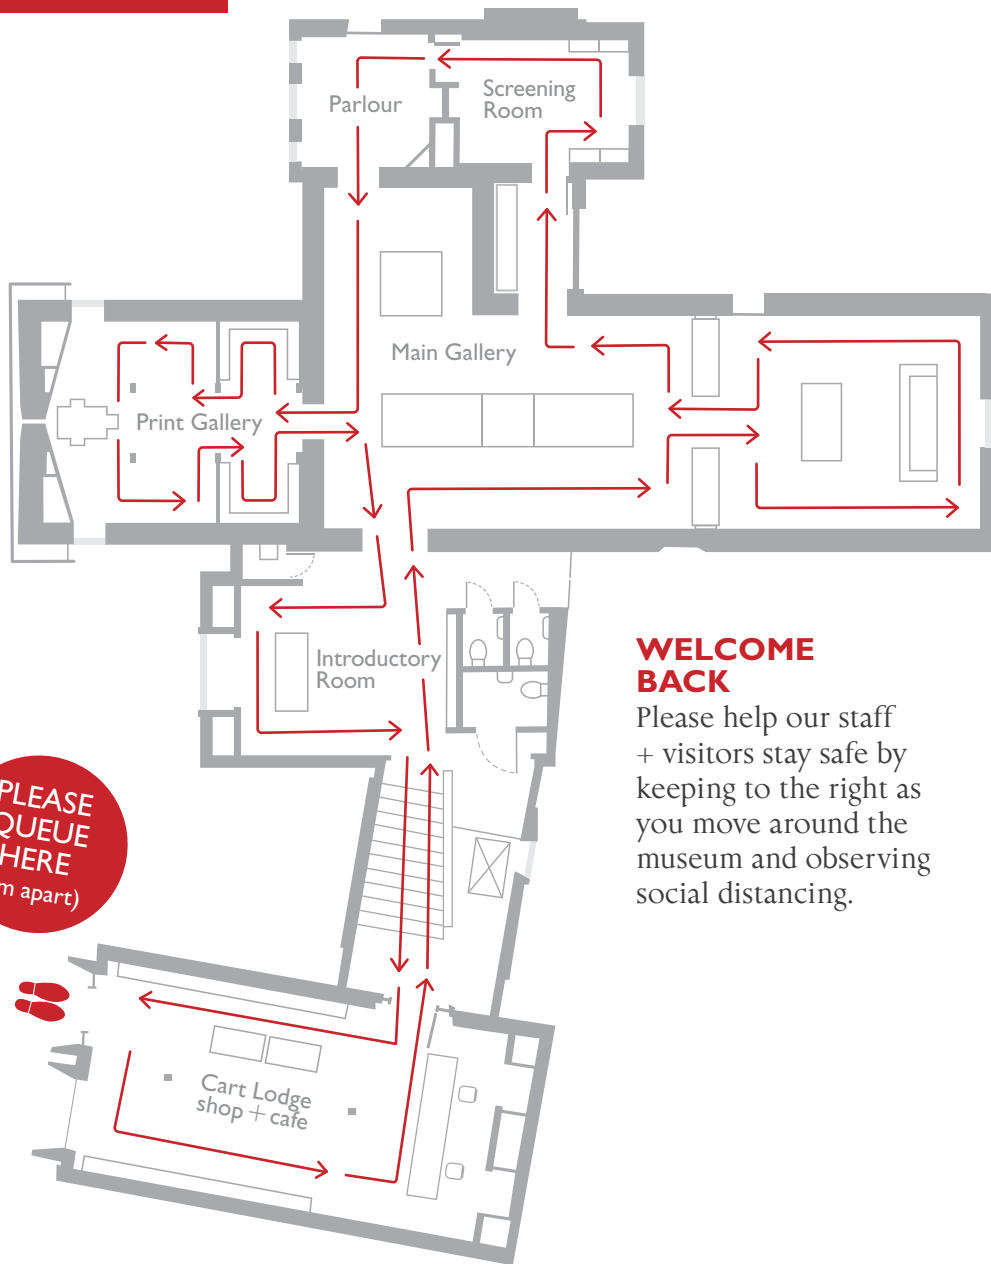 Parlour
Screening
Room
Main Gallery
Print Gallery
Introductory
Room
WELCOME
BACK
Please help our staff
+ visitors stay safe by
keeping to the right as
you move around the
museum and observing
social distancing.
PLEASE
QUEUE
HERE
m apart)
Cart Lodge
shop + cafe